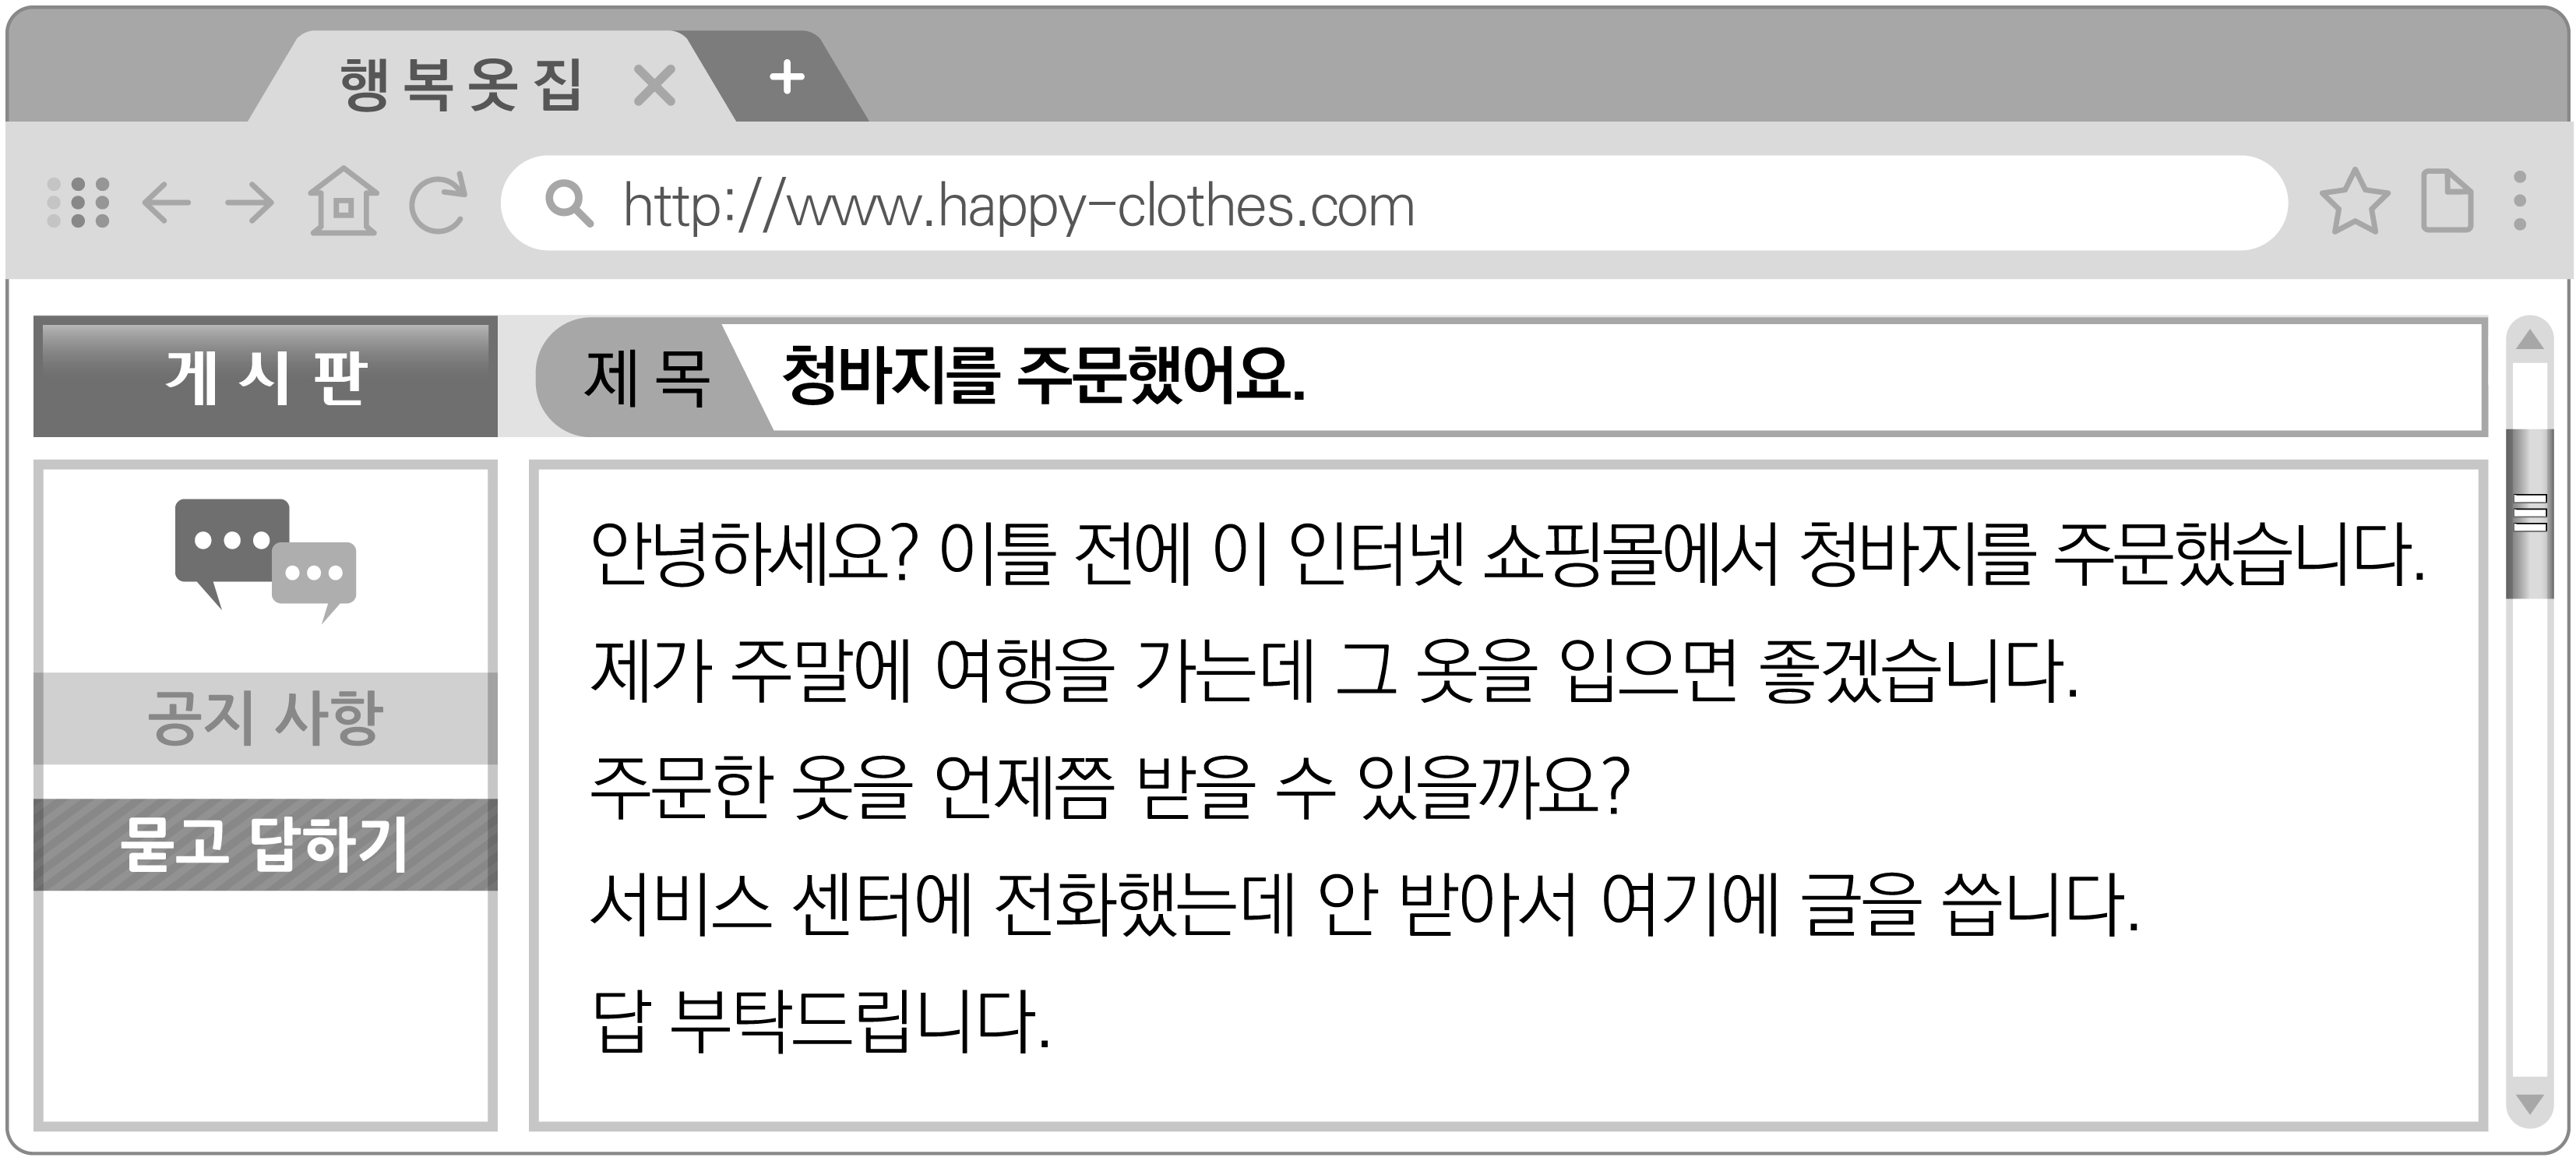 행복옷집
http://www.happy-clothes.com
게시판
제 목 청바지를 주문했어요.
공지 사항
묻고 답하기
안녕하세요? 이틀 전에 이 인터넷 쇼핑몰에서 청바지를 주문했습니다.
제가 주말에 여행을 가는데 그 옷을 입으면 좋겠습니다.
주문한 옷을 언제쯤 받을 수 있을까요?
서비스 센터에 전화했는데 안 받아서 여기에 글을 씁니다.
답 부탁드립니다.